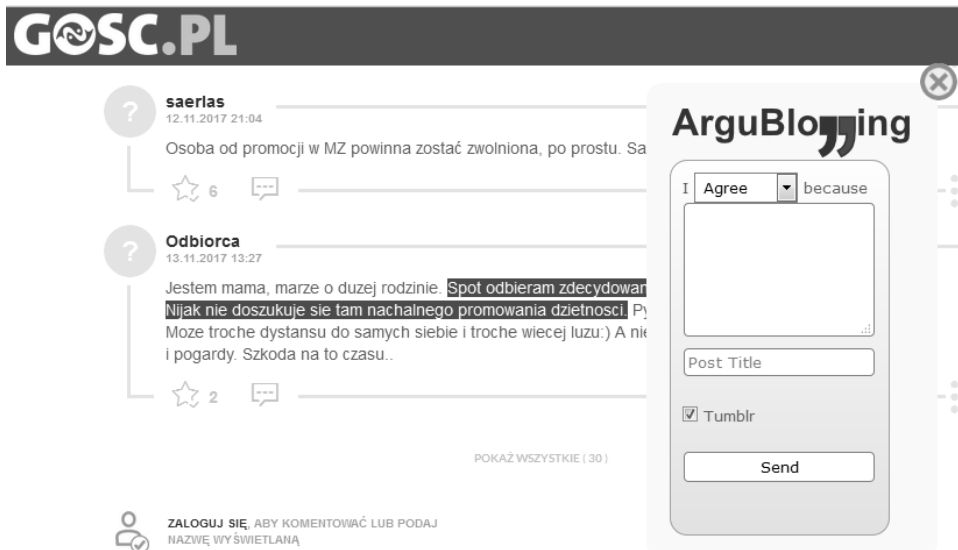 GOSC.PL
saerlas
12.11.2017 21:04
Osoba od promocji w MZ powinna zostać zwolniona, po prostu. Sa
6
Odbiorca
13.11.2017 13:27
Jestem mama, marze o duzej rodzinie. Spot odbieram zdecydowan
Nijak nie doszukuje sie tam nachalnego promowania dzietnosci. Py
Moze troche dystansu do samych siebie i troche wiecej luzu:) A nie
i pogardy. Szkoda na to czasu..
2
POKAŻ WSZYSTKIE ( 30 )
ZALOGUJ SIĘ, ABY KOMENTOWAĆ LUB PODAJ
NAZWĘ WYŚWIETLANĄ
ArguBlogging
I Agree because
Post Title
Tumblr
Send